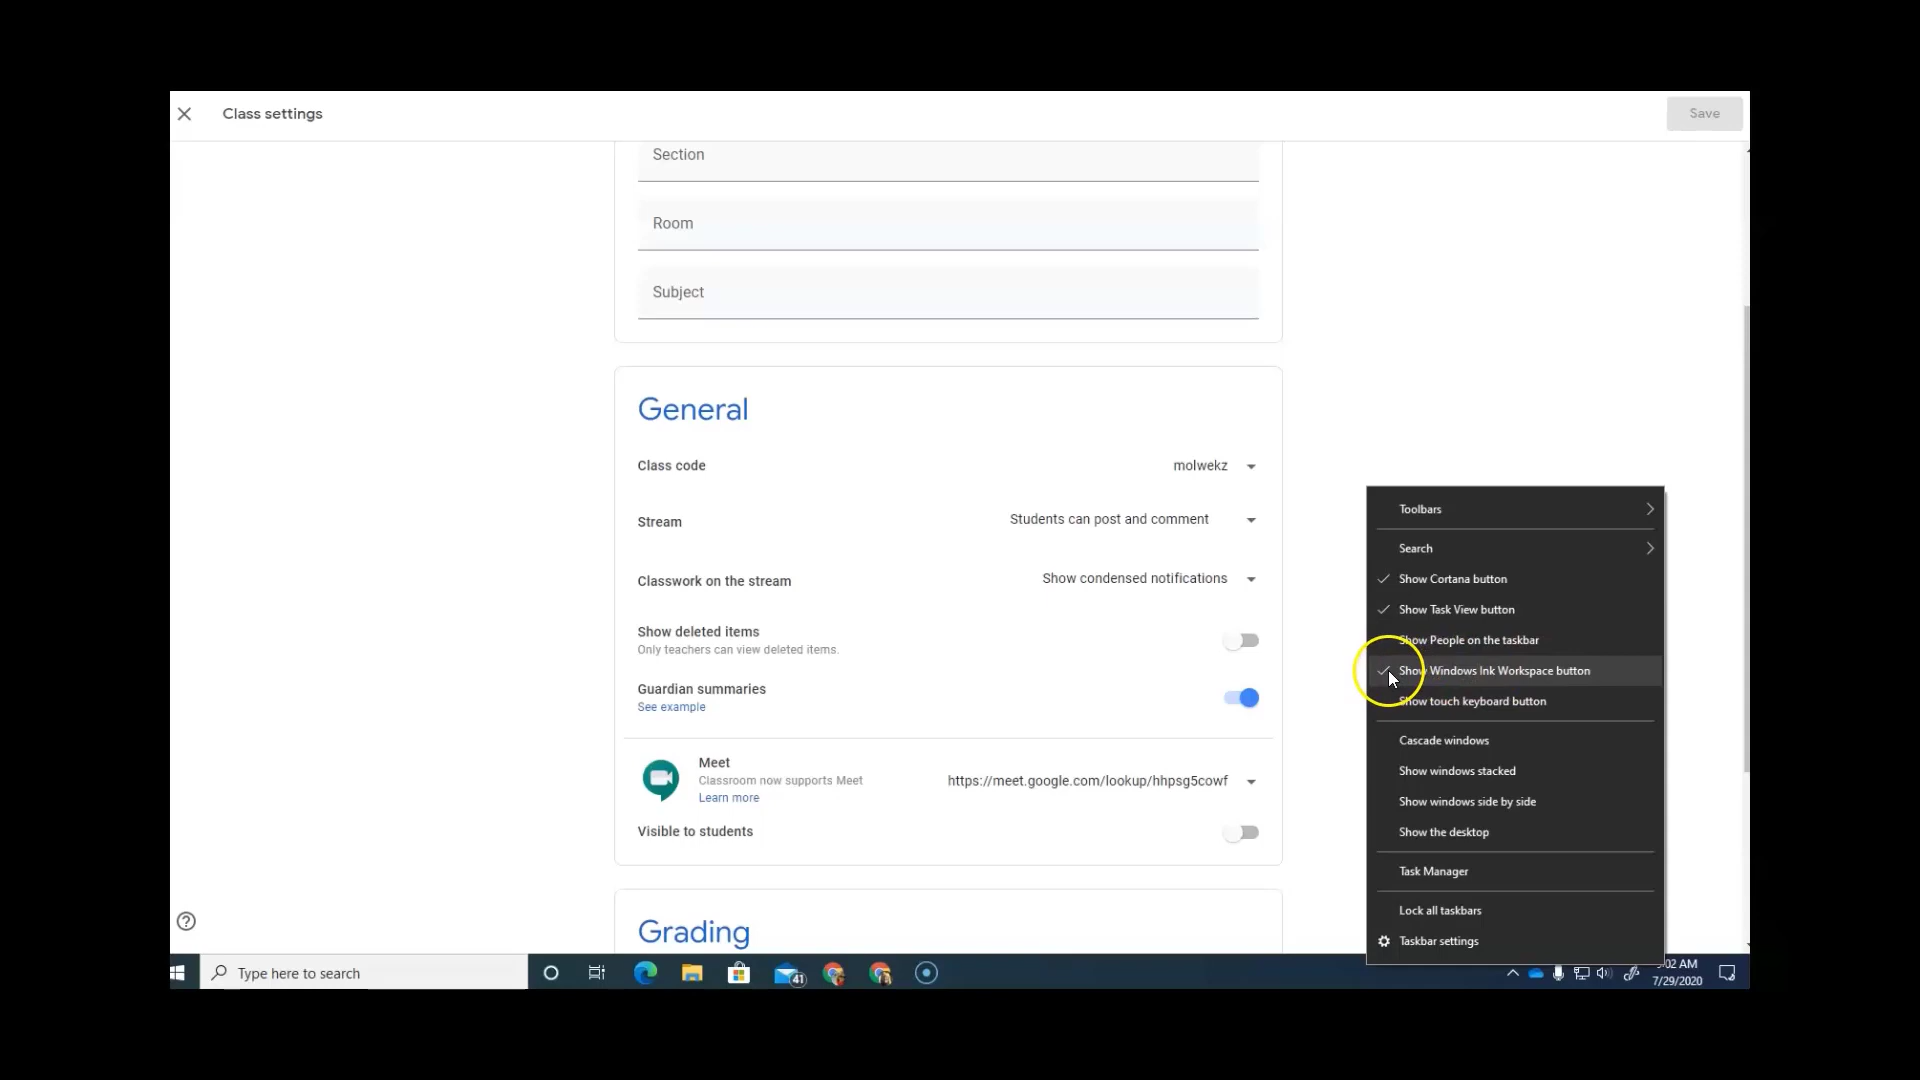 Class settings
Save
Section
Room
Subject
General
Class code
molwekz
Stream
Students can post and comment
Classwork on the stream
Show condensed notifications
Show deleted items
Only teachers can view deleted items.
Guardian summaries
See example
Meet
Classroom now supports Meet
Learn more
https://meet.google.com/lookup/hhpsg5cowf
Visible to students
Grading
Toolbars
Search
Show Cortana button
Show Task View button
Show People on the taskbar
Show Windows Ink Workspace button
Show touch keyboard button
Cascade windows
Show windows stacked
Show windows side by side
Show the desktop
Task Manager
Lock all taskbars
Taskbar settings
Type here to search
41
:02 AM
7/29/2020